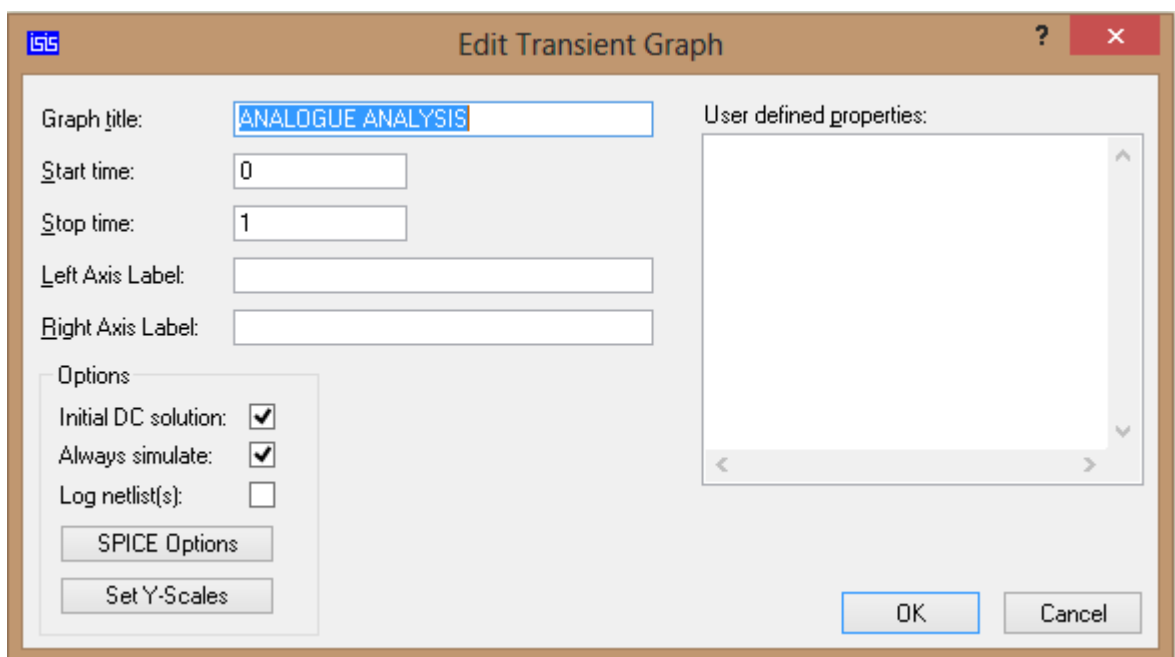 isis
Edit Transient Graph
?
Graph title:
ANALOGUE ANALYSIS
Start time:
0
Stop time:
1
Left Axis Label:
Right Axis Label:
User defined properties:
Options
Initial DC solution:
Always simulate:
Log netlist(s):
SPICE Options
Set Y-Scales
OK
Cancel